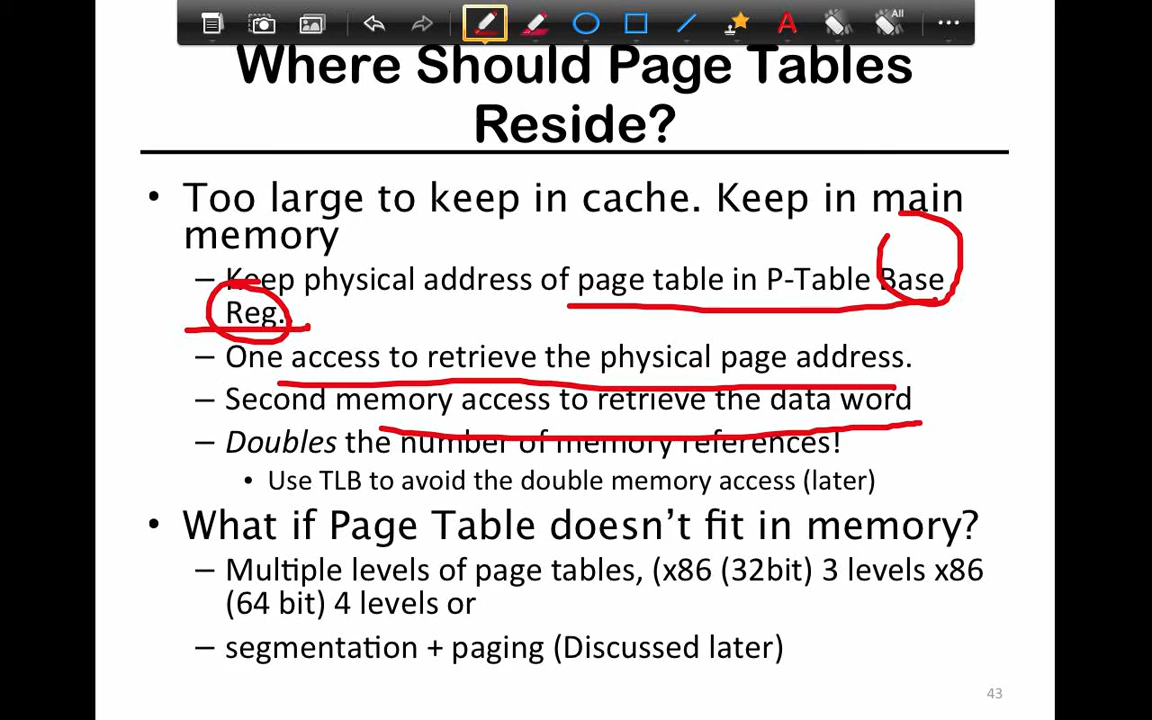 All
A
Where Should Page Tables
Reside?
• Too large to keep in cache. Keep in main
memory
– Keep physical address of page table in P-Table Base
Reg.
– One access to retrieve the physical page address.
– Second memory access to retrieve the data word
– Doubles the number of memory references!
• Use TLB to avoid the double memory access (later)
• What if Page Table doesn’t fit in memory?
– Multiple levels of page tables, (x86 (32bit) 3 levels x86
(64 bit) 4 levels or
– segmentation + paging (Discussed later)
43